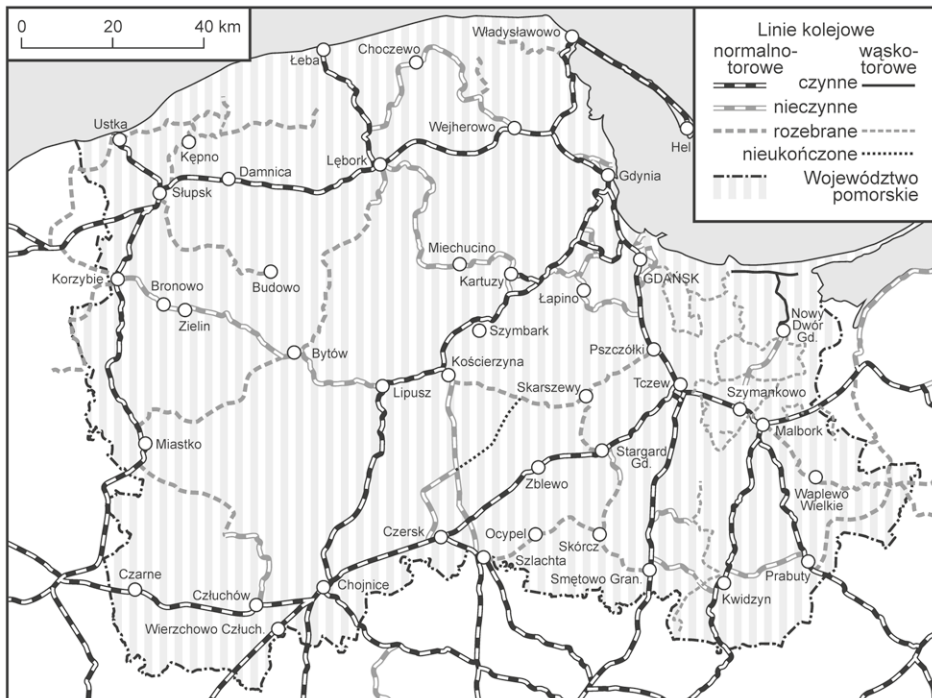 0
20
40 km
Linie kolejowe
normalno-
torowe
wąsko-
torowe
czynne
nieczynne
rozebrane
nieukończone
Województwo
pomorskie
Władysławowo
Łeba
Choczewo
Ustka
Kępno
Wejherowo
Hel
Damnica
Lębork
Słupsk
Gdynia
Miechucino
Kartuzy
GDAŃSK
Korzybie
Bronowo
Budowo
Łapino
Zielin
Nowy
Dwór
Gd.
Szymbark
Bytów
Pszczółki
Kościerzyna
Lipusz
Skarszewy
Tczew
Szymankowo
Malbork
Miastko
Stargard
Gd.
Zblewo
Waplewo
Wielkie
Czersk
Ocypel
Skórcz
Szlachta
Smętowo Gran.
Prabuty
Kwidzyn
Czarne
Człuchów
Chojnice
Wierzchowo Człuch.